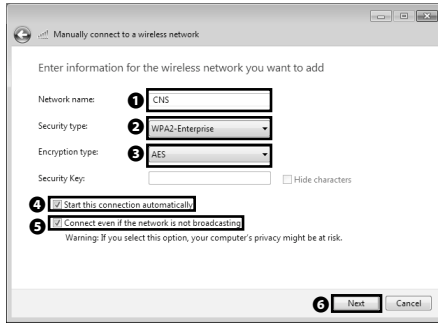 Manually connect to a wireless network
Enter information for the wireless network you want to add
Network name: 1 CNS
Security type: 2 WPA2-Enterprise
Encryption type: 3 AES
Security Key: Hide characters
4 Start this connection automatically
5 Connect even if the network is not broadcasting
Warning: If you select this option, your computer's privacy might be at risk.
6 Next Cancel